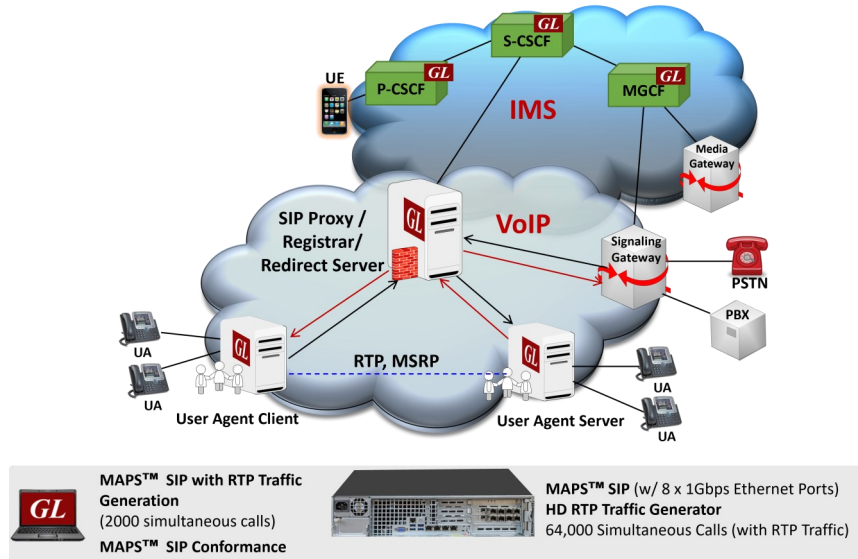 S-CSCF
GL
UE
P-CSCF
GL
MGCF
GL
IMS
Media
Gateway
SIP Proxy /
Registrar/
Redirect Server
GL
VoIP
Signaling
Gateway
PSTN
PBX
UA
UA
GL
RTP, MSRP
GL
UA
UA
User Agent Client
User Agent Server
GL
MAPS™ SIP with RTP Traffic
Generation
(2000 simultaneous calls)
MAPS™ SIP Conformance
MAPS™ SIP (w/ 8 x 1Gbps Ethernet Ports)
HD RTP Traffic Generator
64,000 Simultaneous Calls (with RTP Traffic)